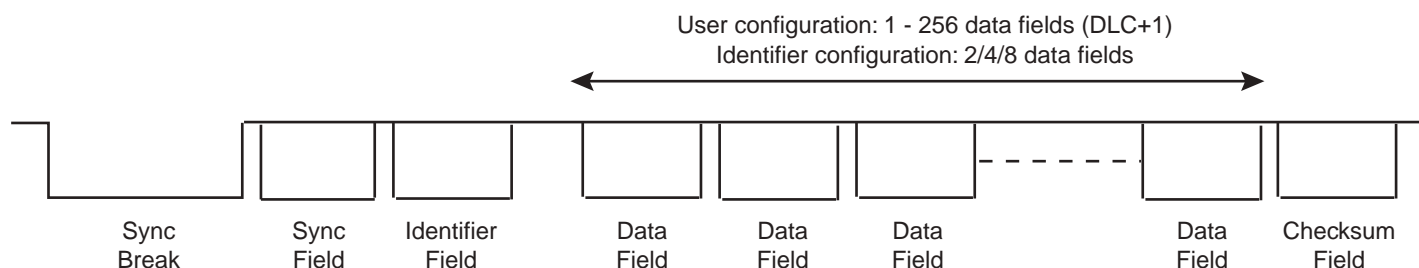 User configuration: 1 - 256 data fields (DLC+1)
Identifier configuration: 2/4/8 data fields
Sync
Break
Sync
Field
Identifier
Field
Data
Field
Data
Field
Data
Field
Data
Field
Checksum
Field